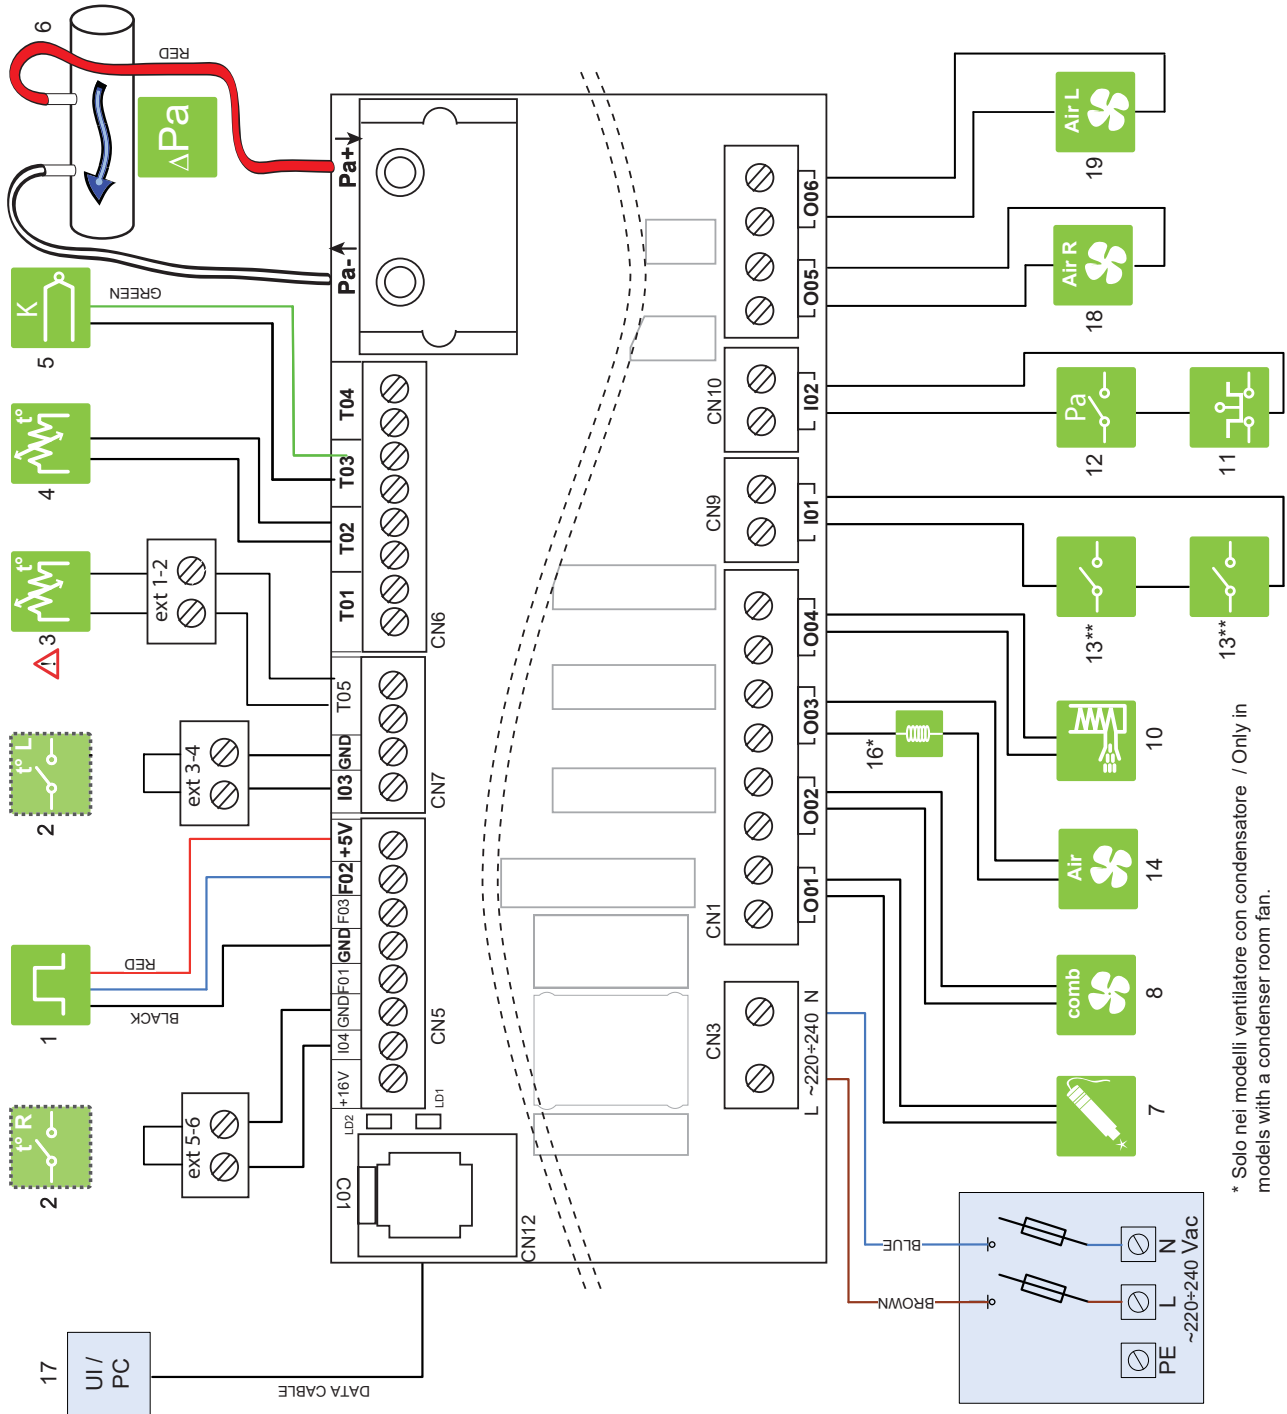 17
UI /
PC
DATA CABLE
2
t° R
ext 5-6
1
BLACK
RED
2
t° L
ext 3-4
3
t°
ext 1-2
4
t°
5
K
GREEN
6
RED
ΔPa
C01
CN12
LD2
LD1
+16V
I04
GND
F01
GND
F03
F02
+5V
CN5
I03
GND
T05
CN7
T01
T02
T03
T04
CN6
Pa-
Pa+
CN3
L ~220÷240 N
CN1
L O01
L O02
L O03
L O04
CN9
L I01
CN10
L I02
L O05
L O06
BROWN
BLUE
PE
L
N
~220÷240 Vac
7
comb
8
Air
14
16*
10
13**
13**
12
Pa
11
Air R
18
Air L
19
* Solo nei modelli ventilatore con condensatore / Only in
models with a condenser room fan.